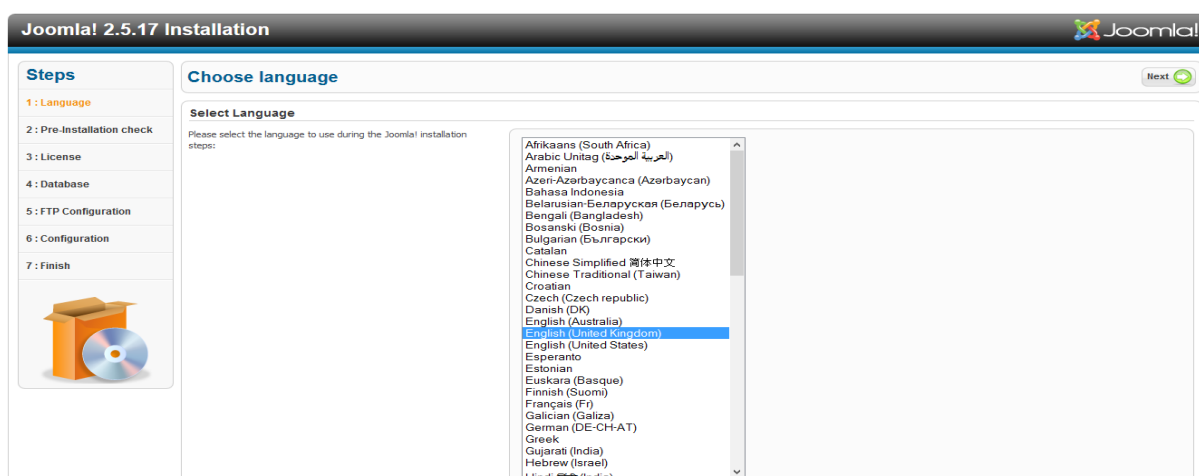 Joomla! 2.5.17 Installation
Joomla!
Steps
1 : Language
2 : Pre-Installation check
3 : License
4 : Database
5 : FTP Configuration
6 : Configuration
7 : Finish
Choose language
Next
Select Language
Please select the language to use during the Joomla! installation
steps:
Afrikaans (South Africa)
Arabic Unitag (العربية الموحدة)
Armenian
Azeri-Azərbaycanca (Azərbaycan)
Bahasa Indonesia
Belarusian-Беларуская (Беларусь)
Bengali (Bangladesh)
Bosanski (Bosnia)
Bulgarian (Български)
Catalan
Chinese Simplified 简体中文
Chinese Traditional (Taiwan)
Croatian
Czech (Czech republic)
Danish (DK)
English (Australia)
English (United Kingdom)
English (United States)
Esperanto
Estonian
Euskara (Basque)
Finnish (Suomi)
Français (Fr)
Galician (Galiza)
German (DE-CH-AT)
Greek
Gujarati (India)
Hebrew (Israel)